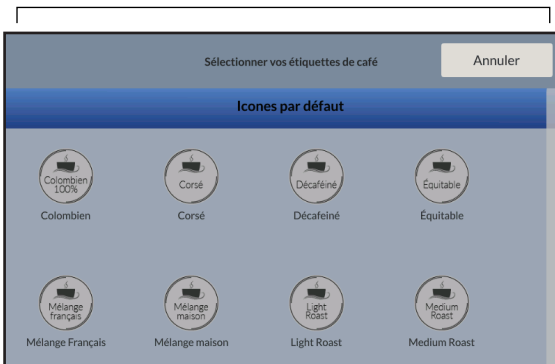 Sélectionner vos étiquettes de café
Annuler
Icones par défaut
Colombien
100%
Corsé
Décaféiné
Équitable
Colombien
Corsé
Décafeiné
Équitable
Mélange
français
Mélange
maison
Light
Roast
Medium
Roast
Mélange Français
Mélange maison
Light Roast
Medium Roast